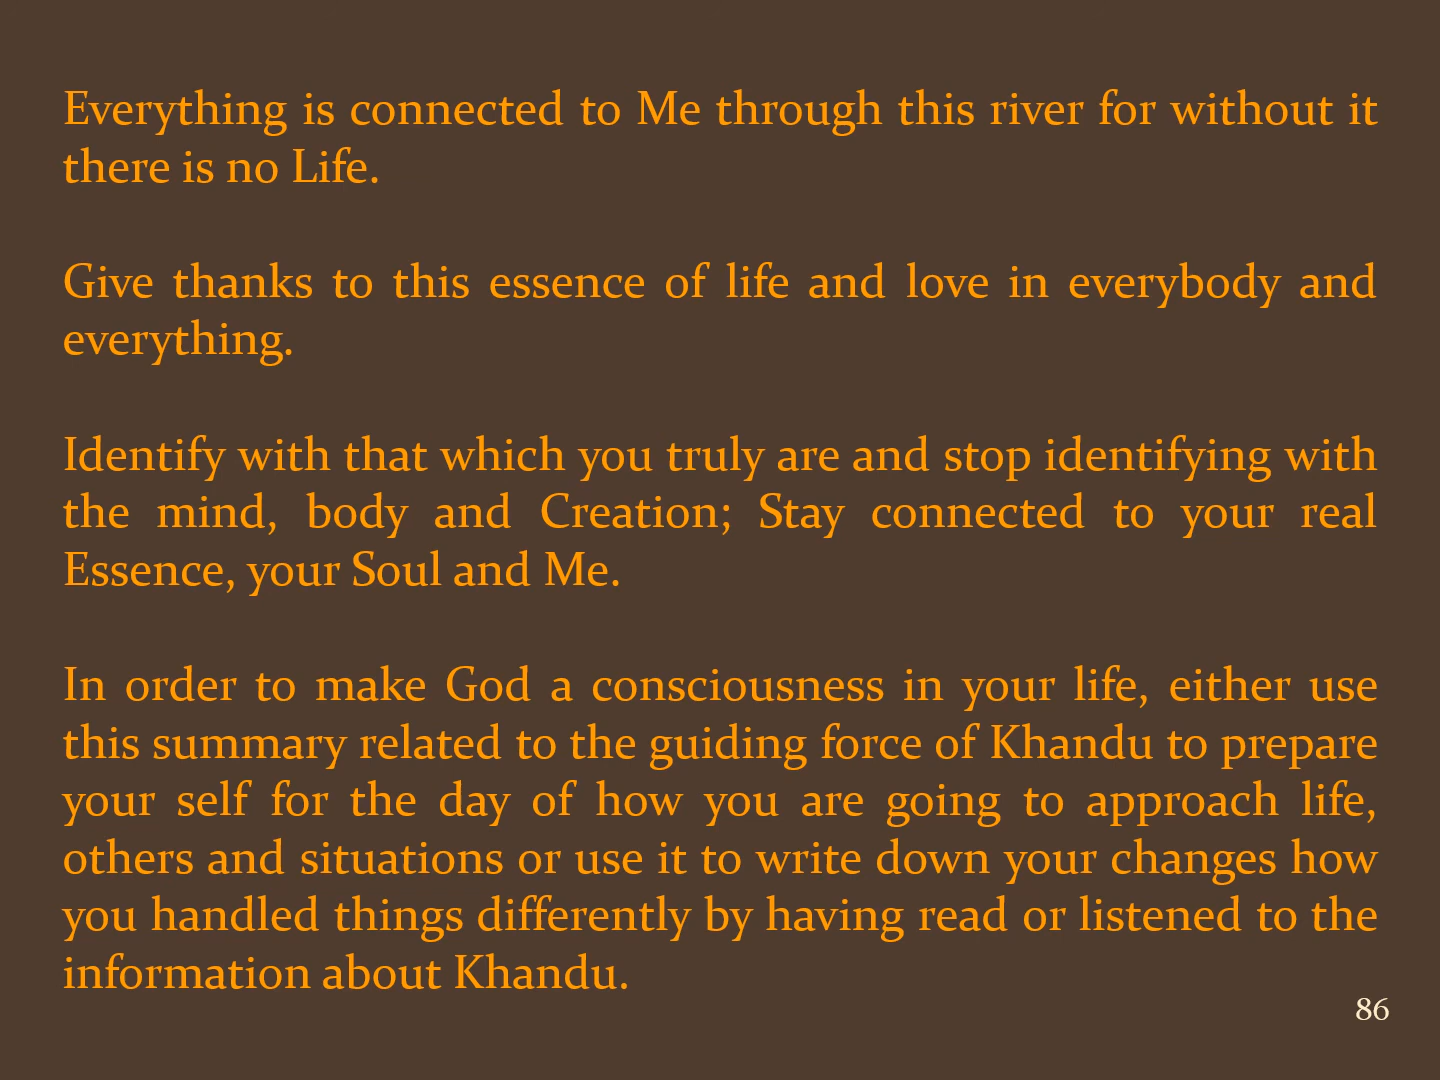 Everything is connected to Me through this river for without it
there is no Life.
Give thanks to this essence of life and love in everybody and
everything.
Identify with that which you truly are and stop identifying with
the mind, body and Creation; Stay connected to your real
Essence, your Soul and Me.
In order to make God a consciousness in your life, either use
this summary related to the guiding force of Khandu to prepare
your self for the day of how you are going to approach life,
others and situations or use it to write down your changes how
you handled things differently by having read or listened to the
information about Khandu.
86